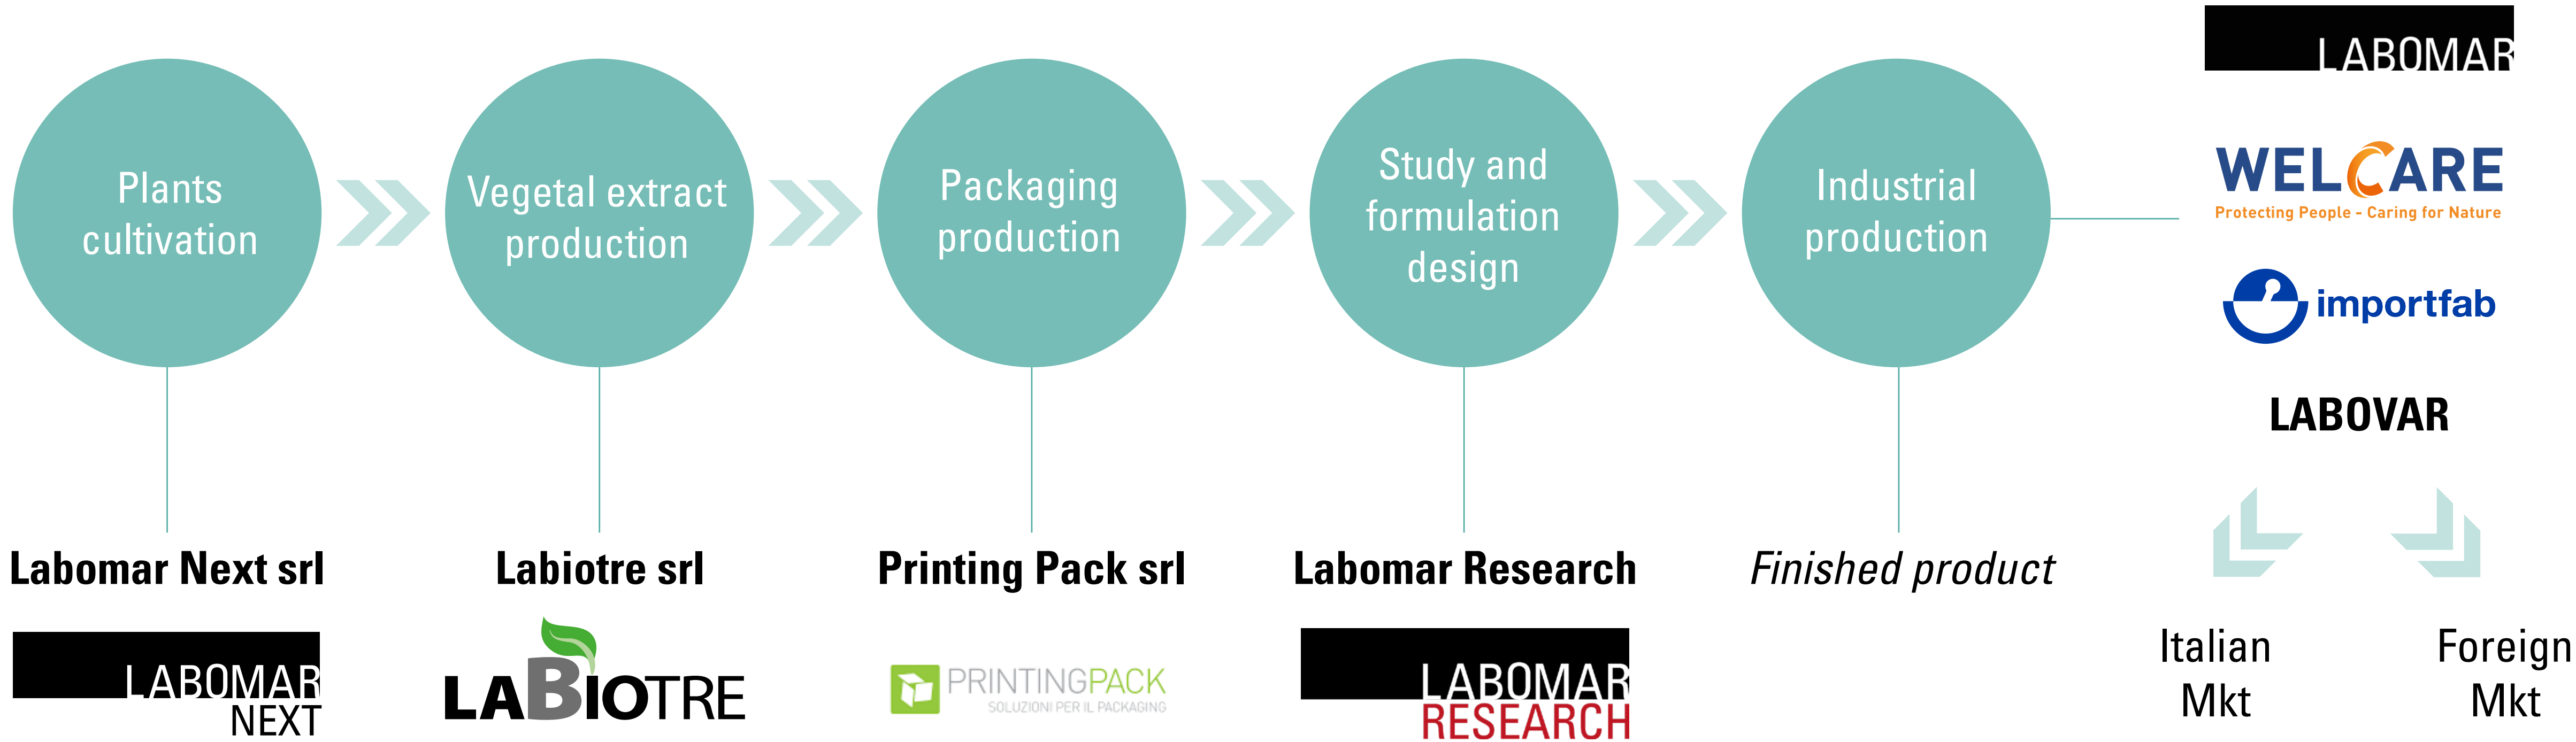 Plants
cultivation
Vegetal extract
production
Packaging
production
Study and
formulation
design
Industrial
production
LABOMAR
WELCARE
Protecting People - Caring for Nature
importfab
LABOVAR
Labomar Next srl
Labiotre srl
Printing Pack srl
Labomar Research
Finished product
LABOMAR
NEXT
LABIOTRE
PRINTINGPACK
SOLUZIONI PER IL PACKAGING
LABOMAR
RESEARCH
Italian
Mkt
Foreign
Mkt